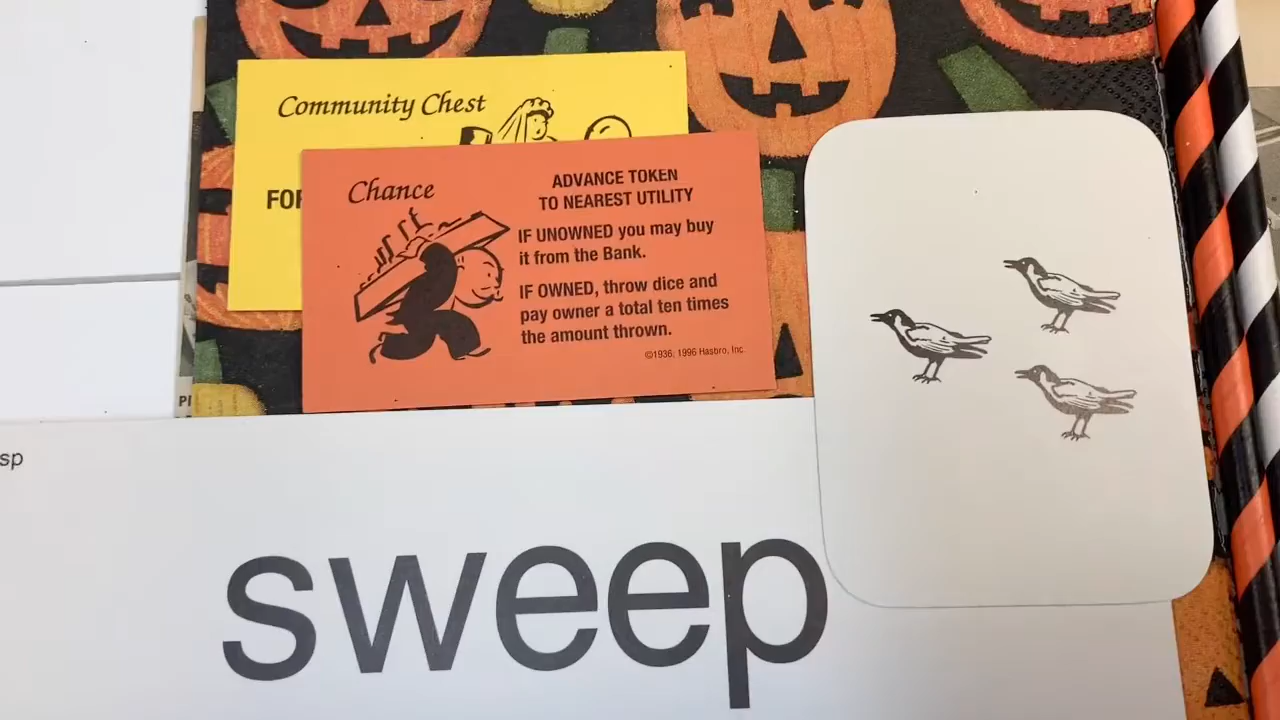 Community Chest
FOR
Chance
ADVANCE TOKEN
TO NEAREST UTILITY
IF UNOWNED you may buy
it from the Bank.
IF OWNED, throw dice and
pay owner a total ten times
the amount thrown.
©1936, 1996 Hasbro, Inc.
PI
sp
sweep